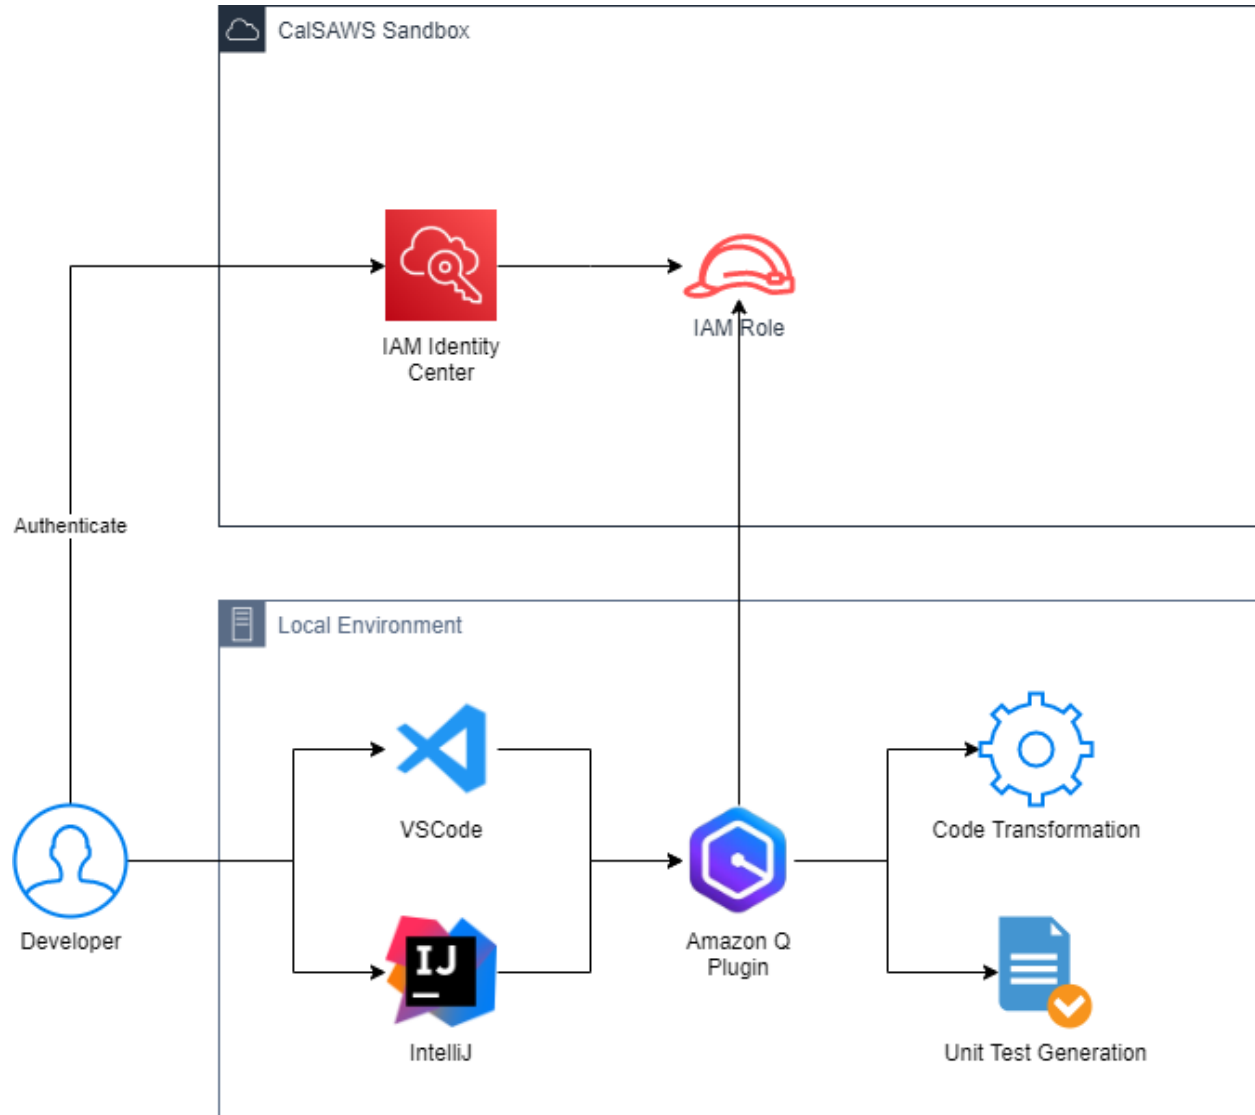 CalSAWS Sandbox
IAM Identity
Center
IAM Role
Authenticate
Local Environment
VSCode
Code Transformation
Developer
Amazon Q
Plugin
IJ
IntelliJ
Unit Test Generation